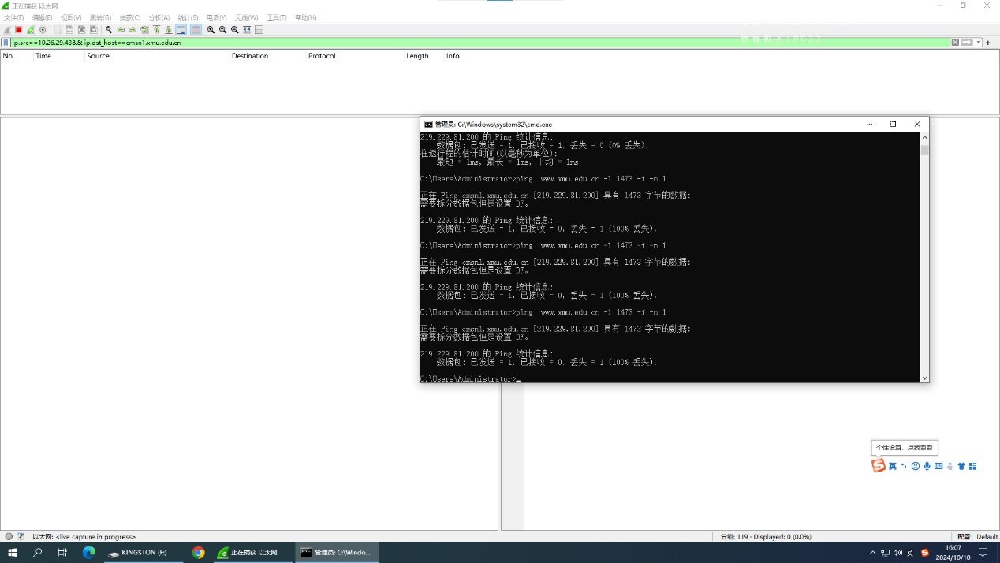 正在捕获 以太网
文件(F) 编辑(E) 视图(V) 跳转(G) 捕获(C) 分析(A) 统计(S) 电话(Y) 无线(W) 工具(T) 帮助(H)
计算机名:PC23
ip.src==10.26.29.43&& ip.dst_host==cmsn1.xmu.edu.cn
No. Time Source Destination Protocol Length Info
管理员: C:\Windows\system32\cmd.exe
219.229.81.200 的 Ping 统计信息:
数据包: 已发送 = 1，已接收 = 1，丢失 = 0 (0% 丢失)，
往返行程的估计时间(以毫秒为单位):
最短 = 1ms，最长 = 1ms，平均 = 1ms
C:\Users\Administrator>ping  www.xmu.edu.cn -l 1473 -f -n 1
正在 Ping cmsn1.xmu.edu.cn [219.229.81.200] 具有 1473 字节的数据:
需要拆分数据包但是设置 DF。
219.229.81.200 的 Ping 统计信息:
数据包: 已发送 = 1，已接收 = 0，丢失 = 1 (100% 丢失)，
C:\Users\Administrator>ping  www.xmu.edu.cn -l 1473 -f -n 1
正在 Ping cmsn1.xmu.edu.cn [219.229.81.200] 具有 1473 字节的数据:
需要拆分数据包但是设置 DF。
219.229.81.200 的 Ping 统计信息:
数据包: 已发送 = 1，已接收 = 0，丢失 = 1 (100% 丢失)，
C:\Users\Administrator>ping  www.xmu.edu.cn -l 1473 -f -n 1
正在 Ping cmsn1.xmu.edu.cn [219.229.81.200] 具有 1473 字节的数据:
需要拆分数据包但是设置 DF。
219.229.81.200 的 Ping 统计信息:
数据包: 已发送 = 1，已接收 = 0，丢失 = 1 (100% 丢失)，
C:\Users\Administrator>
个性设置，点我看看
英
以太网: <live capture in progress>
分组: 119 · Displayed: 0 (0.0%)
配置: Default
KINGSTON (F:)
正在捕获 以太网
管理员: C:\Windo...
英
16:07
2024/10/10